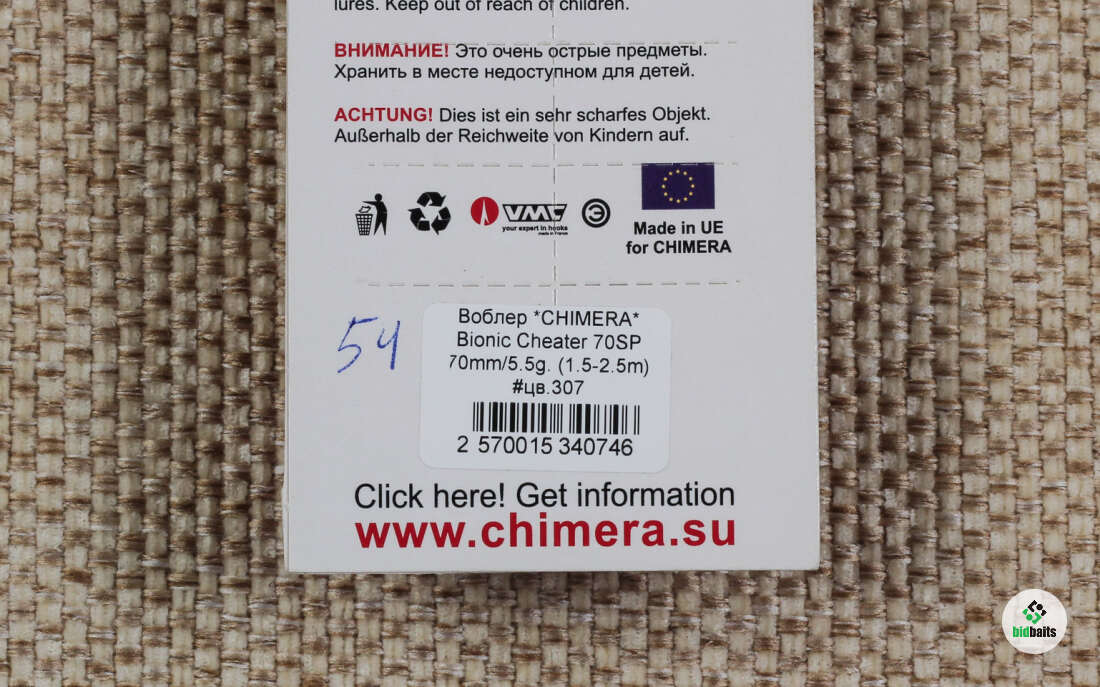 lures. Keep out of reach of children.
ВНИМАНИЕ! Это очень острые предметы.
Хранить в месте недоступном для детей.
ACHTUNG! Dies ist ein sehr scharfes Objekt.
Außerhalb der Reichweite von Kindern auf.
VMC
your expert in hooks
made in France
Made in UE
for CHIMERA
54
Воблер *CHIMERA*
Bionic Cheater 70SP
70mm/5.5g. (1.5-2.5m)
#цв.307
2 570015 340746
Click here! Get information
www.chimera.su
bidbaits